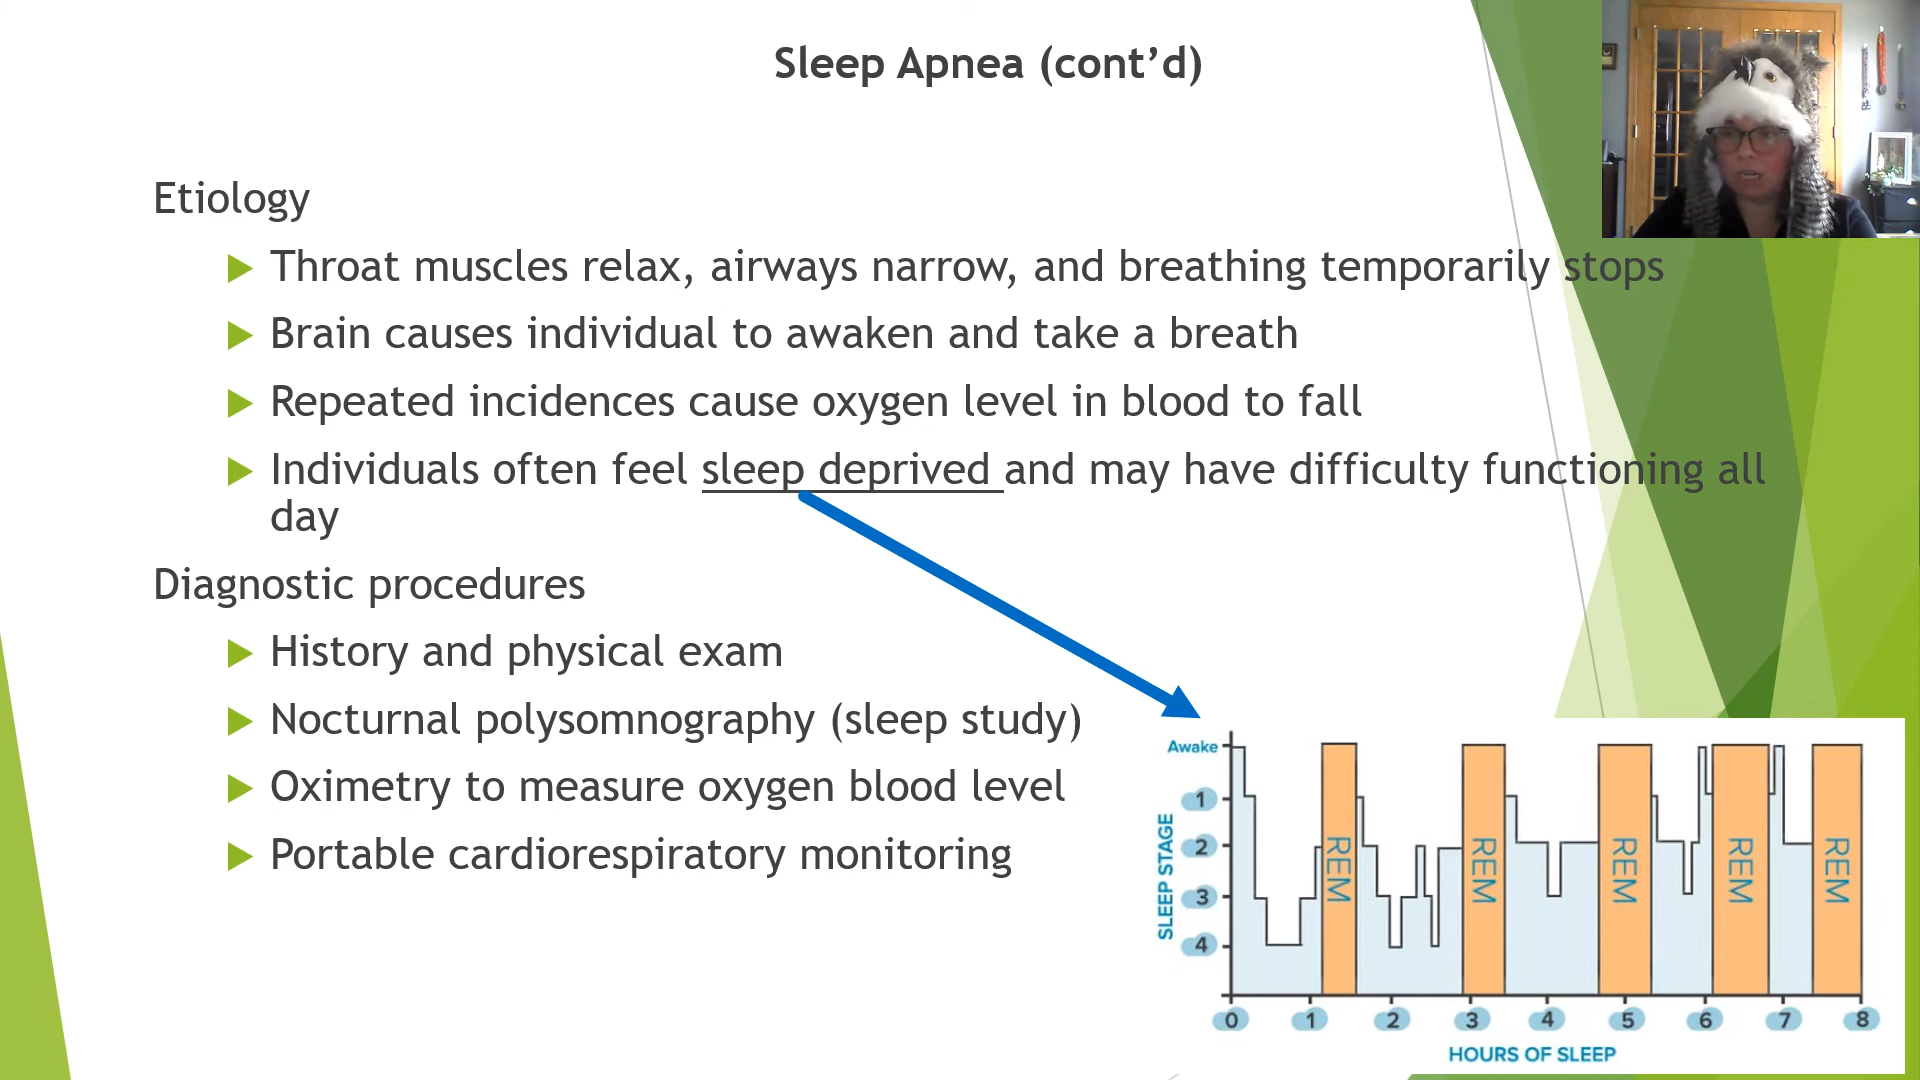 Sleep Apnea (cont’d)
Etiology
Throat muscles relax, airways narrow, and breathing temporarily stops
Brain causes individual to awaken and take a breath
Repeated incidences cause oxygen level in blood to fall
Individuals often feel sleep deprived and may have difficulty functioning all
day
Diagnostic procedures
History and physical exam
Nocturnal polysomnography (sleep study)
Oximetry to measure oxygen blood level
Portable cardiorespiratory monitoring
Awake
1
2
3
4
SLEEP STAGE
REM
REM
REM
REM
REM
0 1 2 3 4 5 6 7 8
HOURS OF SLEEP